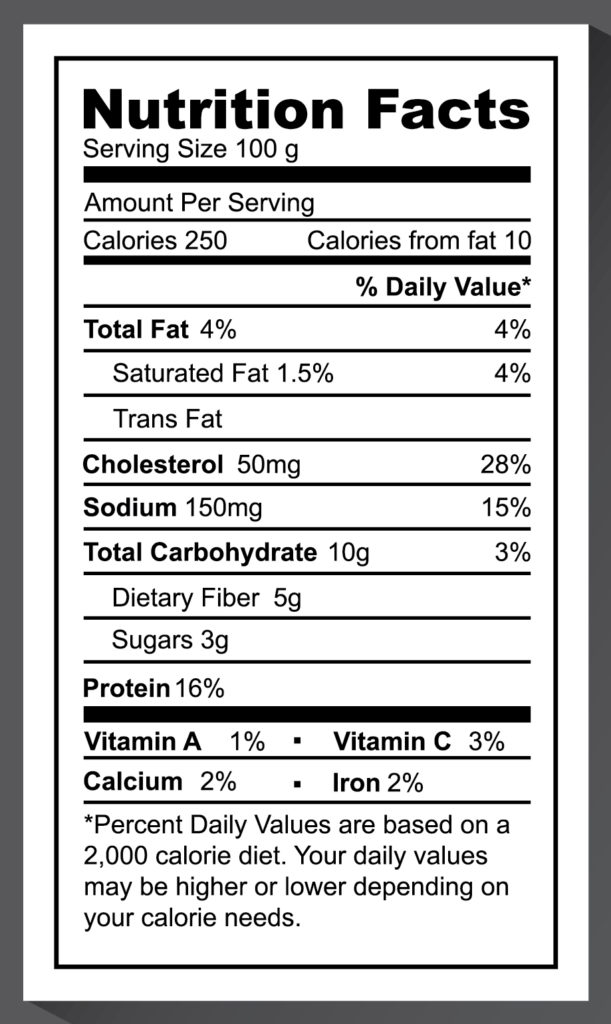 Nutrition Facts
Serving Size 100 g
Amount Per Serving
Calories 250 Calories from fat 10
% Daily Value*
Total Fat 4% 4%
Saturated Fat 1.5% 4%
Trans Fat
Cholesterol 50mg 28%
Sodium 150mg 15%
Total Carbohydrate 10g 3%
Dietary Fiber 5g
Sugars 3g
Protein 16%
Vitamin A 1% ▪ Vitamin C 3%
Calcium 2% ▪ Iron 2%
*Percent Daily Values are based on a
2,000 calorie diet. Your daily values
may be higher or lower depending on
your calorie needs.